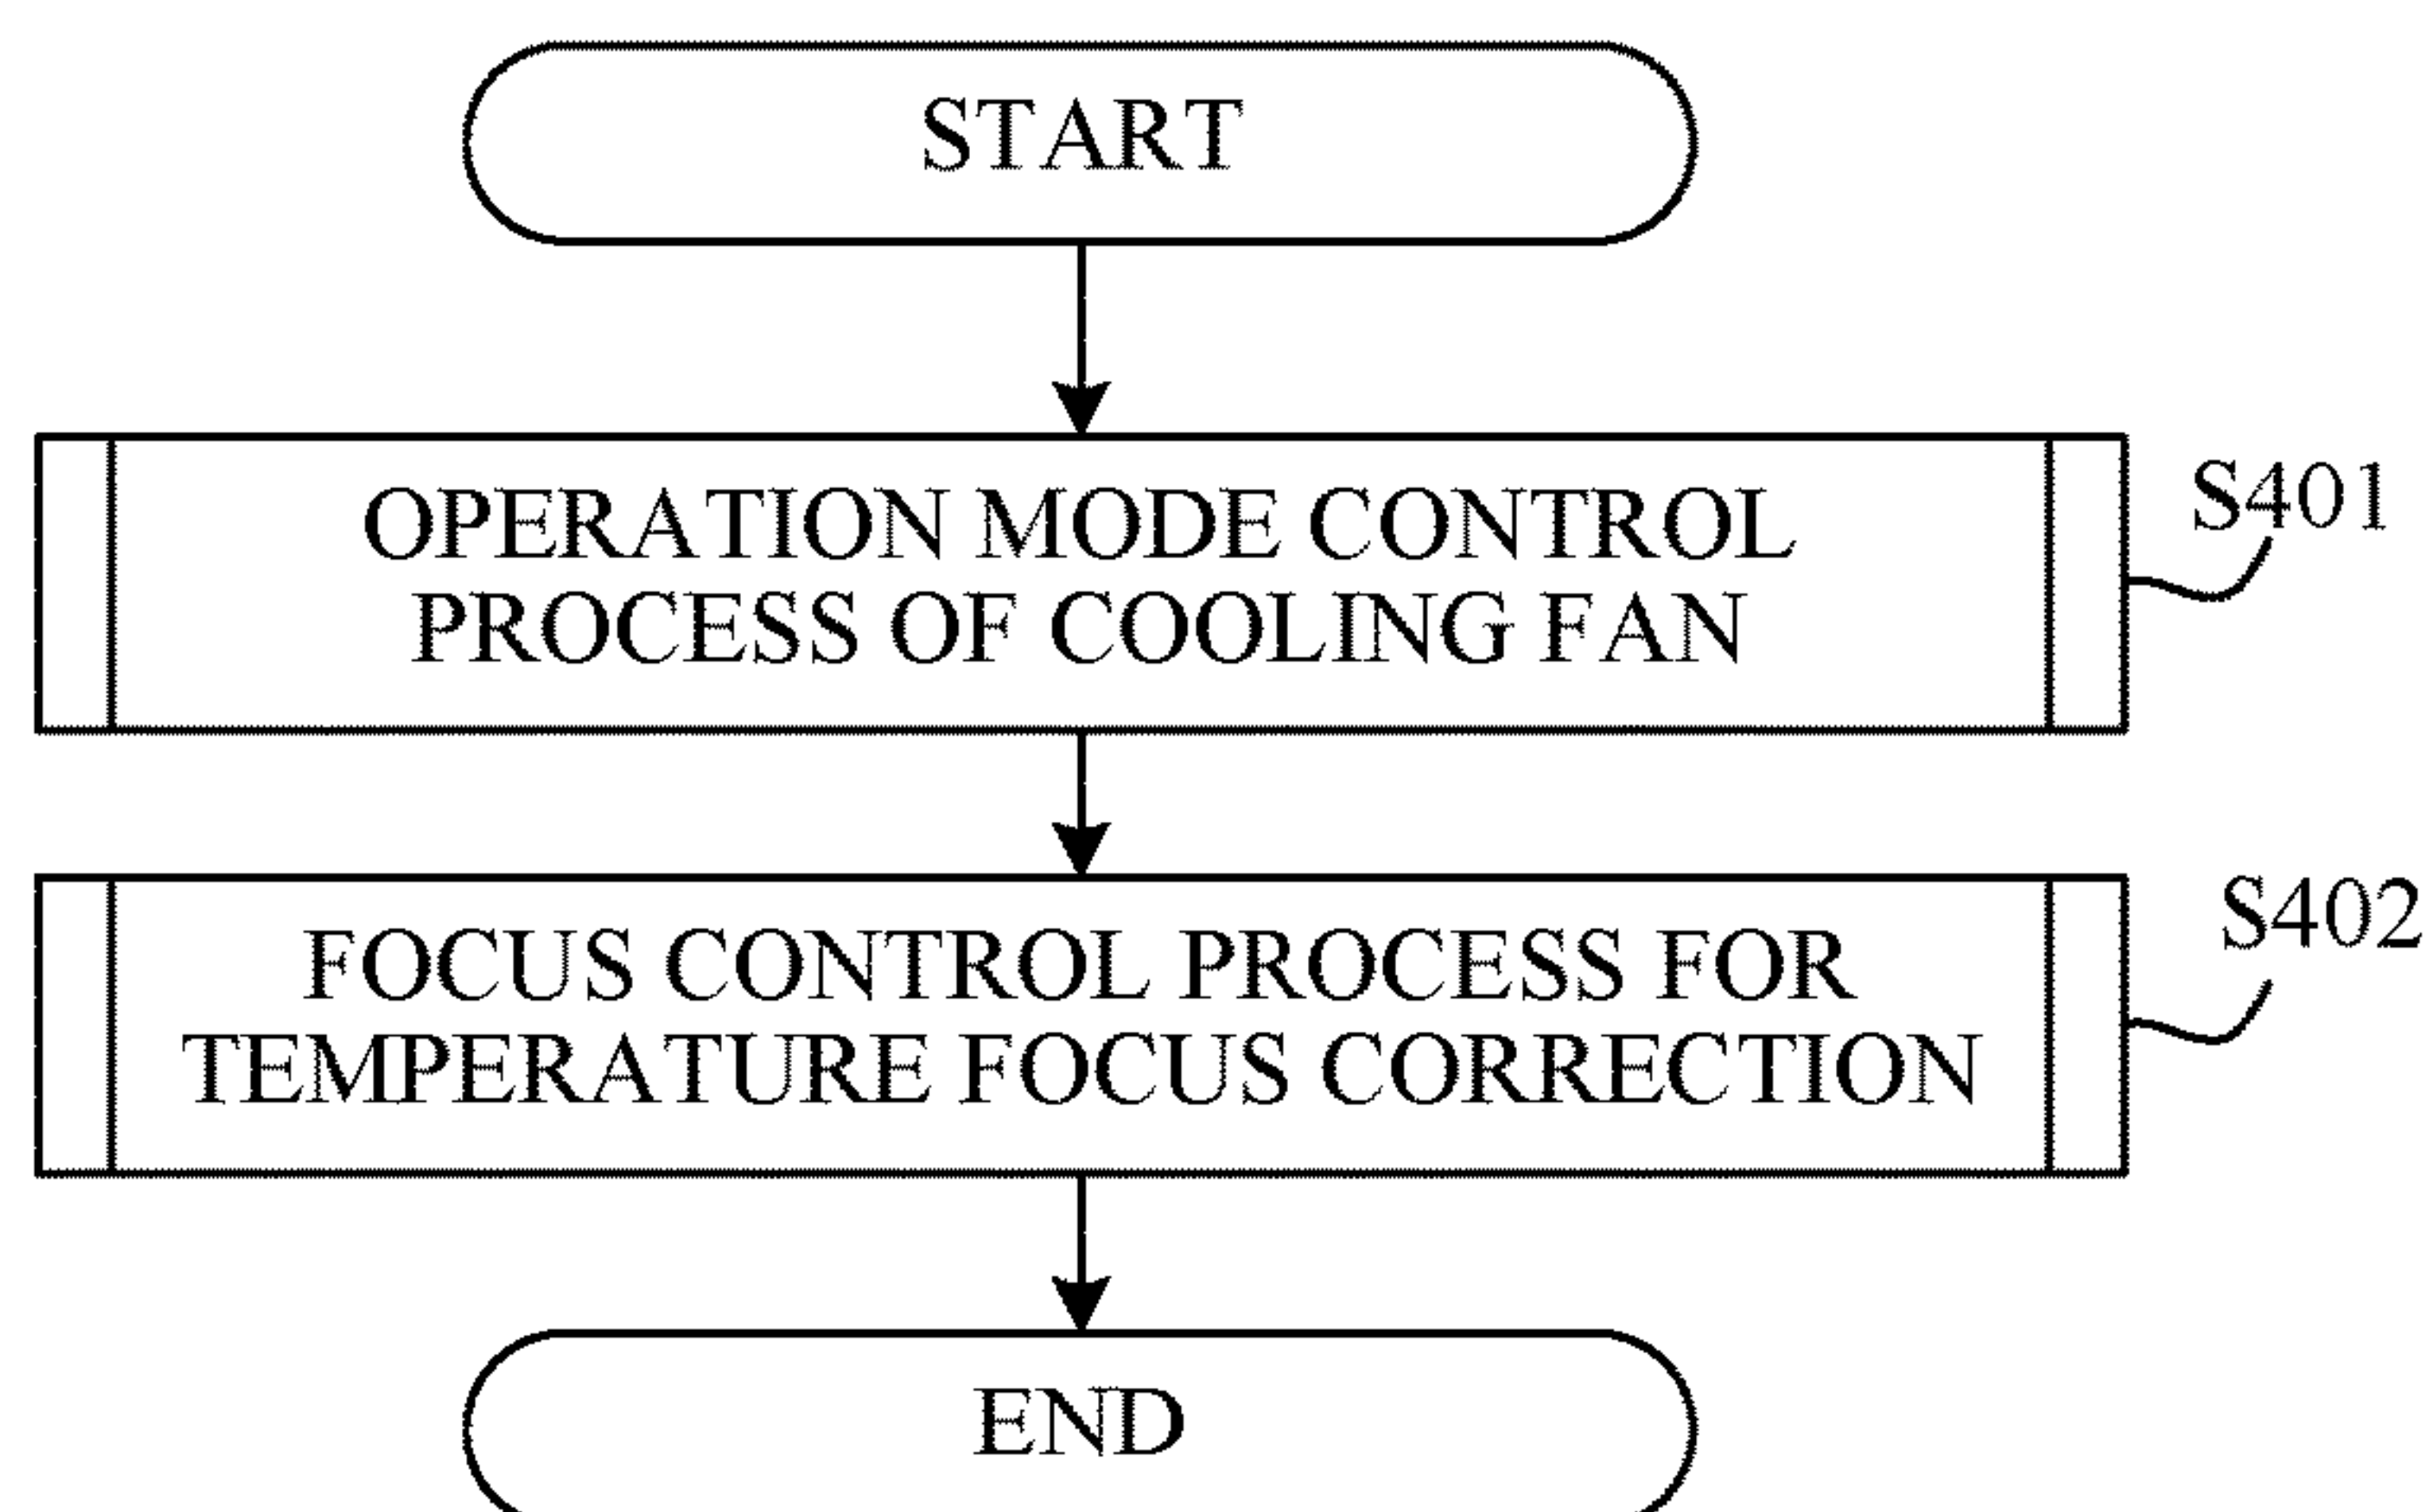 START
OPERATION MODE CONTROL
PROCESS OF COOLING FAN
S401
FOCUS CONTROL PROCESS FOR
TEMPERATURE FOCUS CORRECTION
S402
END